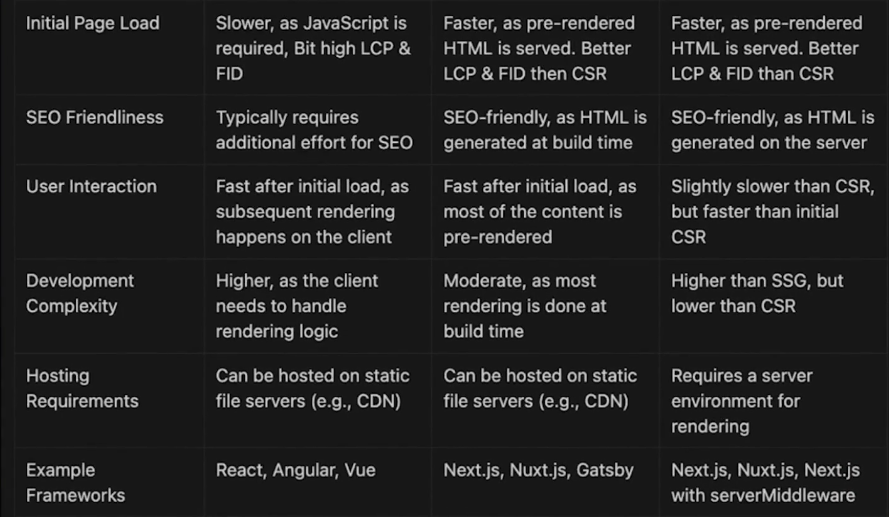 Initial Page Load
Slower, as JavaScript is
required, Bit high LCP &
FID
Faster, as pre-rendered
HTML is served. Better
LCP & FID then CSR
Faster, as pre-rendered
HTML is served. Better
LCP & FID than CSR
SEO Friendliness
Typically requires
additional effort for SEO
SEO-friendly, as HTML is
generated at build time
SEO-friendly, as HTML is
generated on the server
User Interaction
Fast after initial load, as
subsequent rendering
happens on the client
Fast after initial load, as
most of the content is
pre-rendered
Slightly slower than CSR,
but faster than initial
CSR
Development
Complexity
Higher, as the client
needs to handle
rendering logic
Moderate, as most
rendering is done at
build time
Higher than SSG, but
lower than CSR
Hosting
Requirements
Can be hosted on static
file servers (e.g., CDN)
Can be hosted on static
file servers (e.g., CDN)
Requires a server
environment for
rendering
Example
Frameworks
React, Angular, Vue
Next.js, Nuxt.js, Gatsby
Next.js, Nuxt.js, Next.js
with serverMiddleware